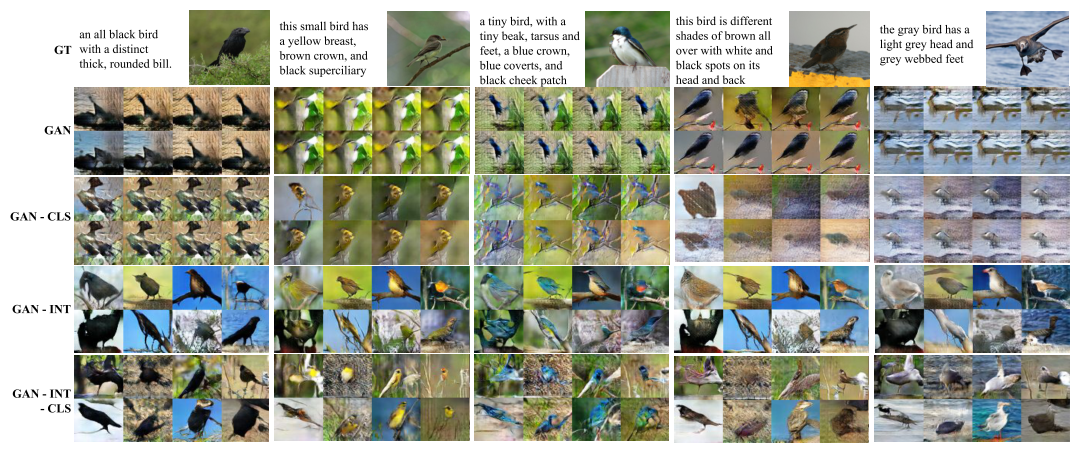 GT
an all black bird
with a distinct
thick, rounded bill.
this small bird has
a yellow breast,
brown crown, and
black superciliary
a tiny bird, with a
tiny beak, tarsus and
feet, a blue crown,
blue coverts, and
black cheek patch
this bird is different
shades of brown all
over with white and
black spots on its
head and back
the gray bird has a
light grey head and
grey webbed feet
GAN
GAN - CLS
GAN - INT
GAN - INT
- CLS